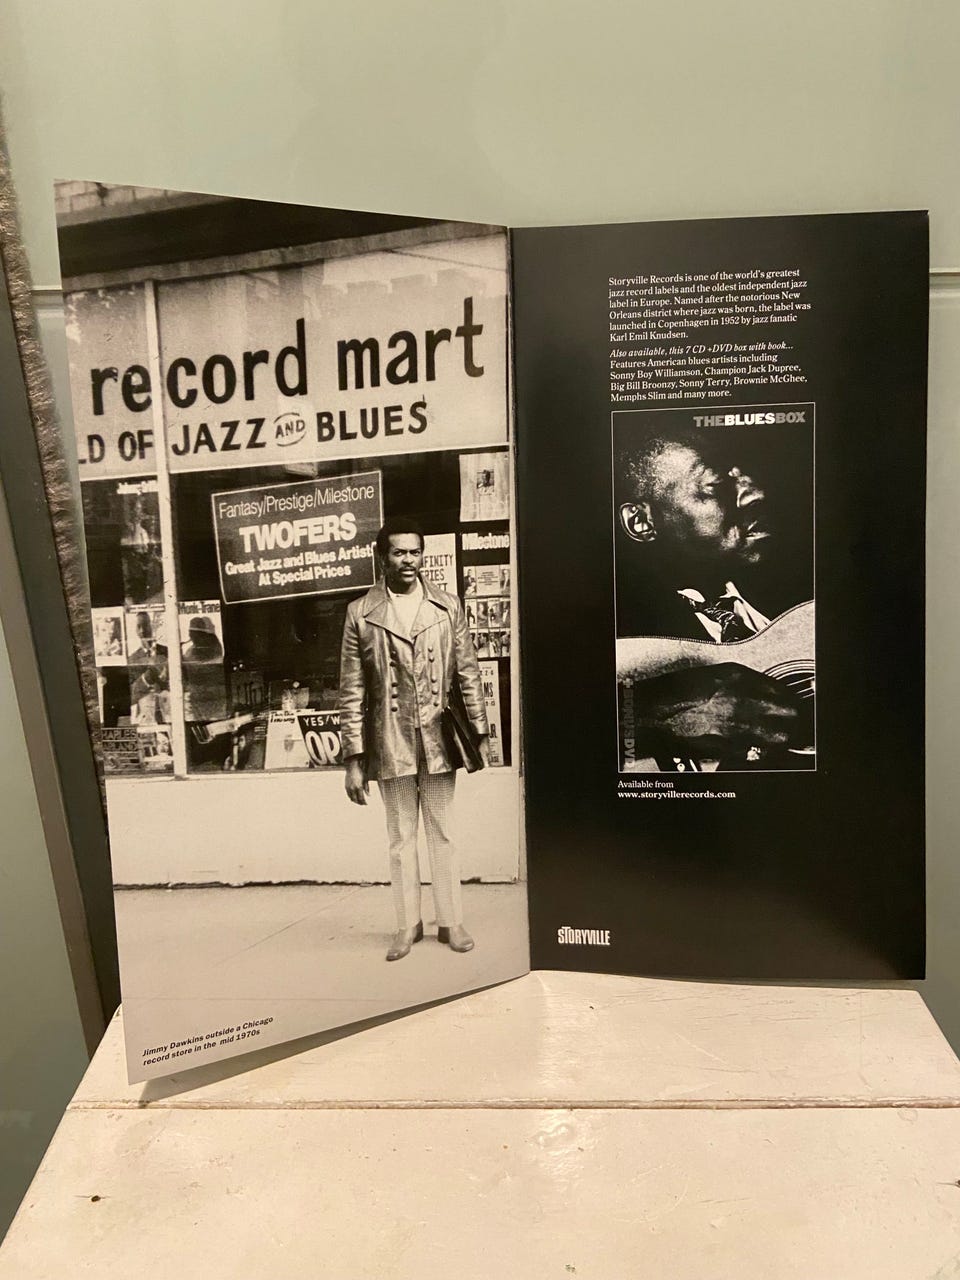 record mart
LD OF JAZZ AND BLUES
Fantasy/Prestige/Milestone
TWOFERS
Great Jazz and Blues Artist
At Special Prices
Milestone
Monk-Trane
YES/W
Jimmy Dawkins outside a Chicago
record store in the mid 1970s
Storyville Records is one of the world's greatest
jazz record labels and the oldest independent jazz
label in Europe. Named after the notorious New
Orleans district where jazz was born, the label was
launched in Copenhagen in 1952 by jazz fanatic
Karl Emil Knudsen.
Also available, this 7 CD +DVD box with book...
Features American blues artists including
Sonny Boy Williamson, Champion Jack Dupree,
Big Bill Broonzy, Sonny Terry, Brownie McGhee,
Memphs Slim and many more.
THEBLUESBOX
Available from
www.storyvillerecords.com
STORYVILLE